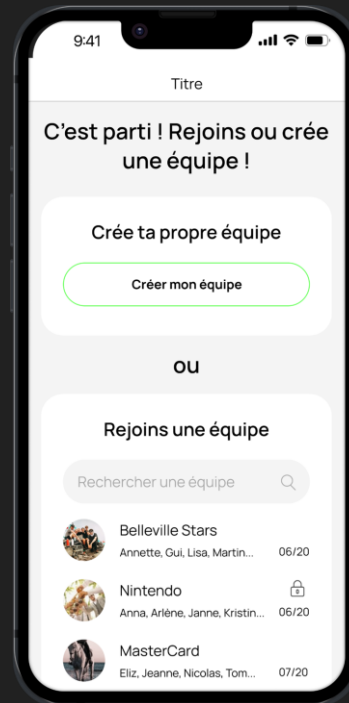 9:41
Titre
C'est parti ! Rejoins ou crée
une équipe !
Crée ta propre équipe
Créer mon équipe
ou
Rejoins une équipe
Rechercher une équipe
Belleville Stars
Annette, Gui, Lisa, Martin... 06/20
Nintendo
Anna, Arlène, Janne, Kristin... 06/20
MasterCard
Eliz, Jeanne, Nicolas, Tom... 07/20